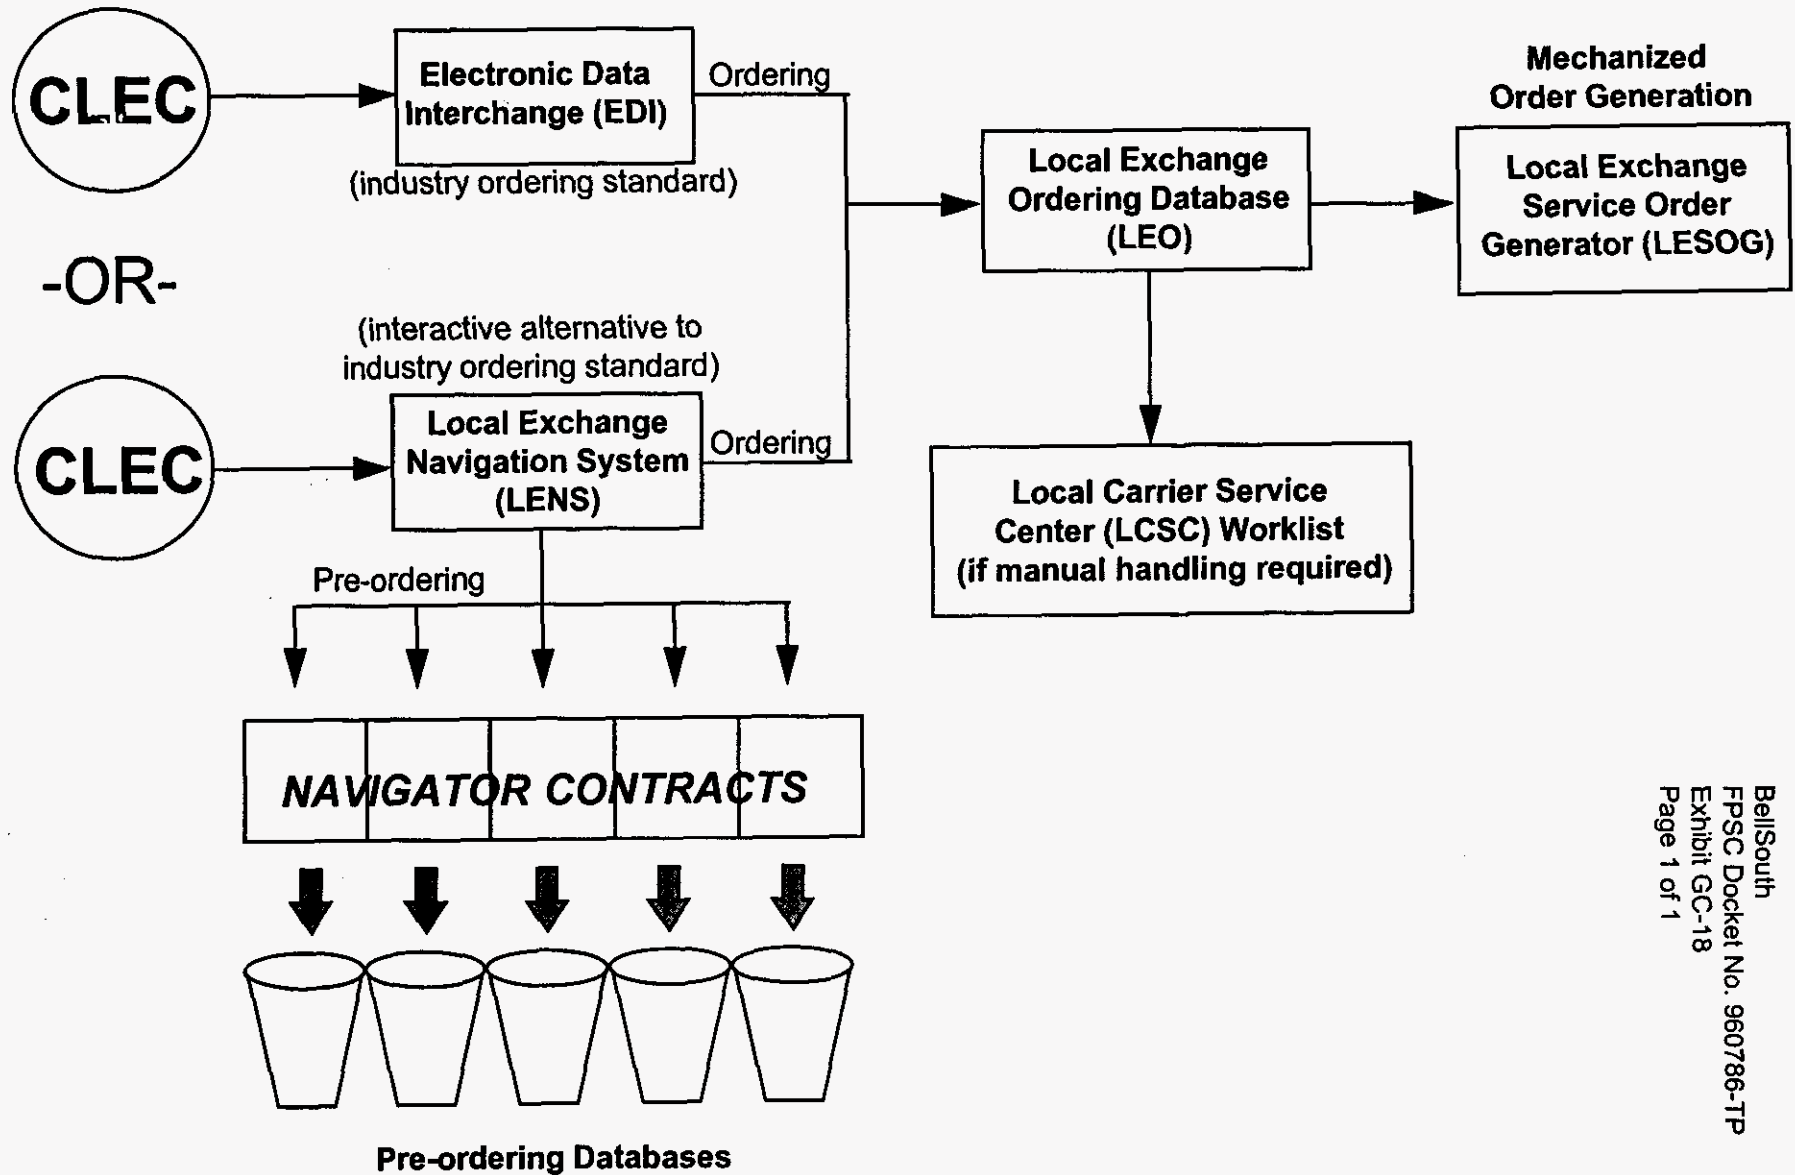 CLEC
Electronic Data
Interchange (EDI)
(industry ordering standard)
Ordering
-OR-
(interactive alternative to
industry ordering standard)
CLEC
Local Exchange
Navigation System
(LENS)
Ordering
Local Exchange
Ordering Database
(LEO)
Mechanized
Order Generation
Local Exchange
Service Order
Generator (LESOG)
Local Carrier Service
Center (LCSC) Worklist
(if manual handling required)
Pre-ordering
NAVIGATOR CONTRACTS
Pre-ordering Databases
BellSouth
FPSC Docket No. 960786-TP
Exhibit GC-18
Page 1 of 1